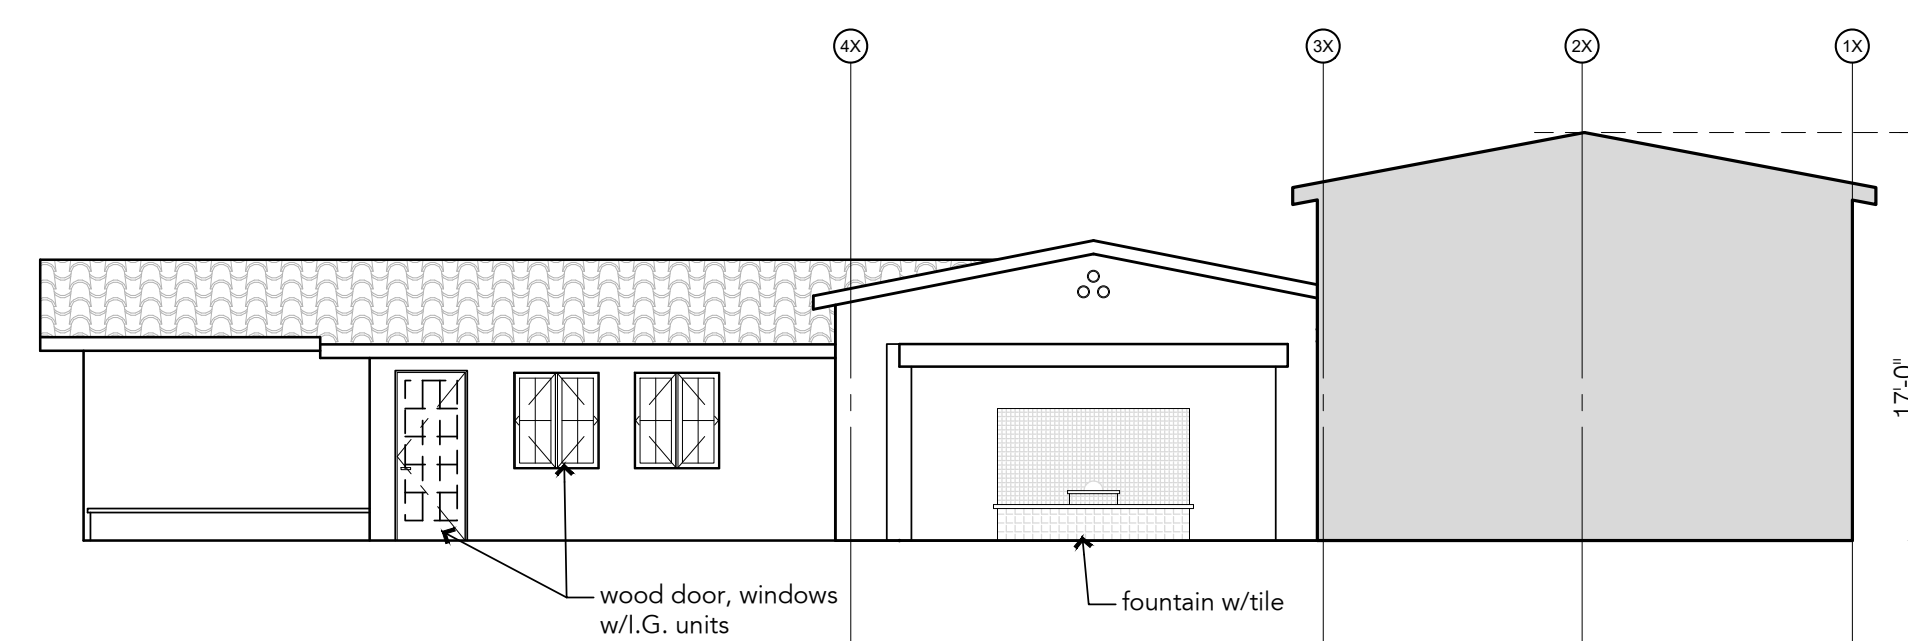 4X
3X
2X
1X
17'-0"
wood door, windows
w/I.G. units
fountain w/tile